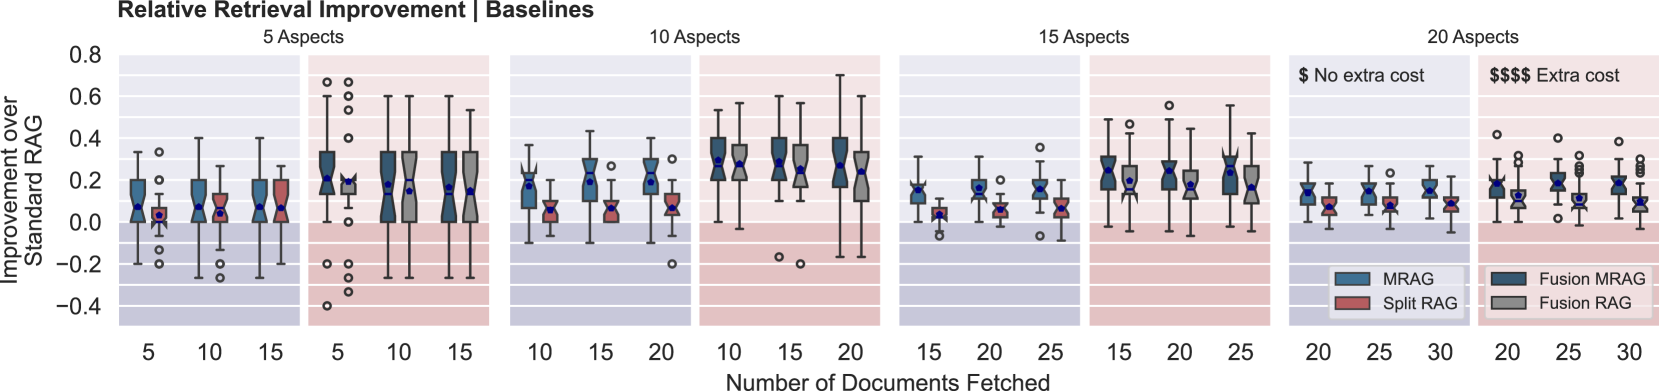 Relative Retrieval Improvement | Baselines
5 Aspects 10 Aspects 15 Aspects 20 Aspects
Improvement over
Standard RAG
0.8
0.6
0.4
0.2
0.0
−0.2
−0.4
$ No extra cost $$$$ Extra cost
MRAG Fusion MRAG
Split RAG Fusion RAG
5 10 15 5 10 15 10 15 20 10 15 20 15 20 25 15 20 25 20 25 30 20 25 30
Number of Documents Fetched